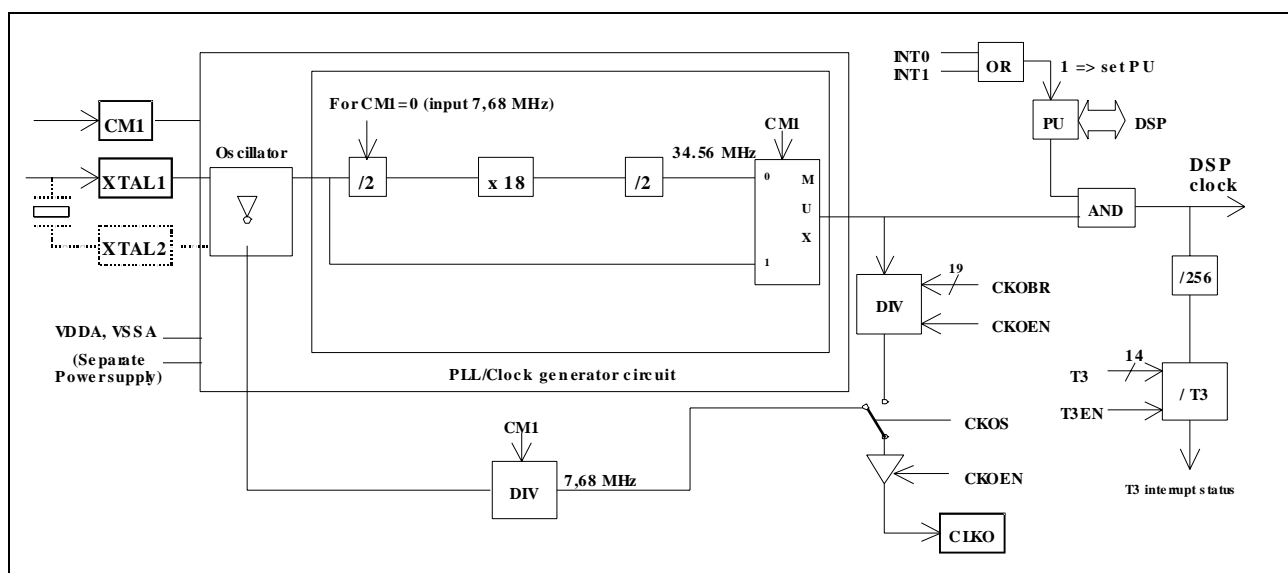 INT0
INT1
OR
1 => set PU
For CM1=0 (input 7,68 MHz)
CM1
PU
DSP
CM1
Oscillator
34.56 MHz
XTAL1
/2
x 18
/2
0
M
U
X
1
DSP
clock
AND
XTAL2
/256
19
CKOBR
DIV
CKOEN
VDDA, VSSA
(Separate
Power supply)
PLL/Clock generator circuit
14
T3
/ T3
T3EN
CM1
CKOS
DIV
7,68 MHz
CKOEN
T3 interrupt status
CLKO